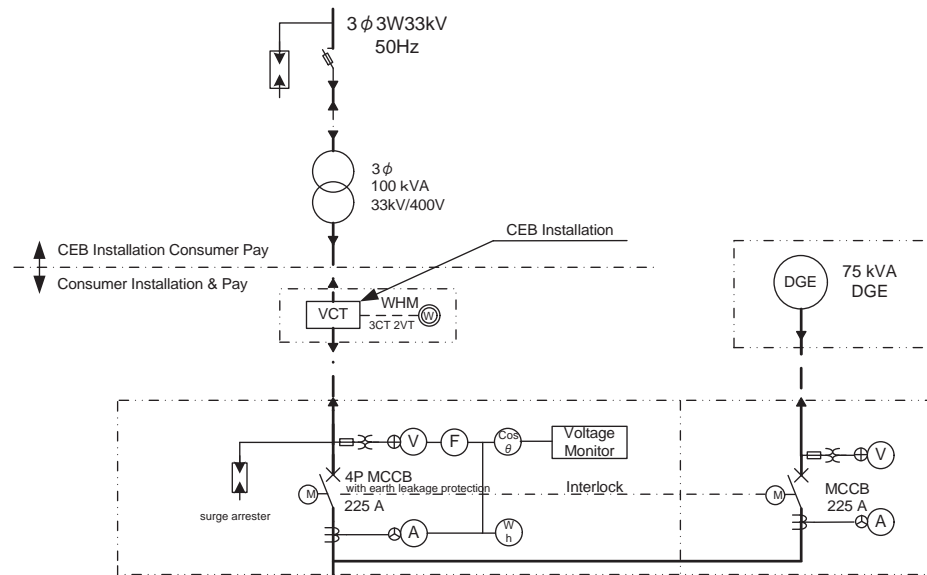 3φ3W33kV
50Hz
3φ
100 kVA
33kV/400V
CEB Installation
CEB Installation Consumer Pay
Consumer Installation & Pay
VCT
WHM
W
3CT 2VT
DGE
75 kVA
DGE
V
F
Cos
θ
Voltage
Monitor
V
4P MCCB
with earth leakage protection
225 A
M
Interlock
M
MCCB
225 A
surge arrester
A
W
h
A